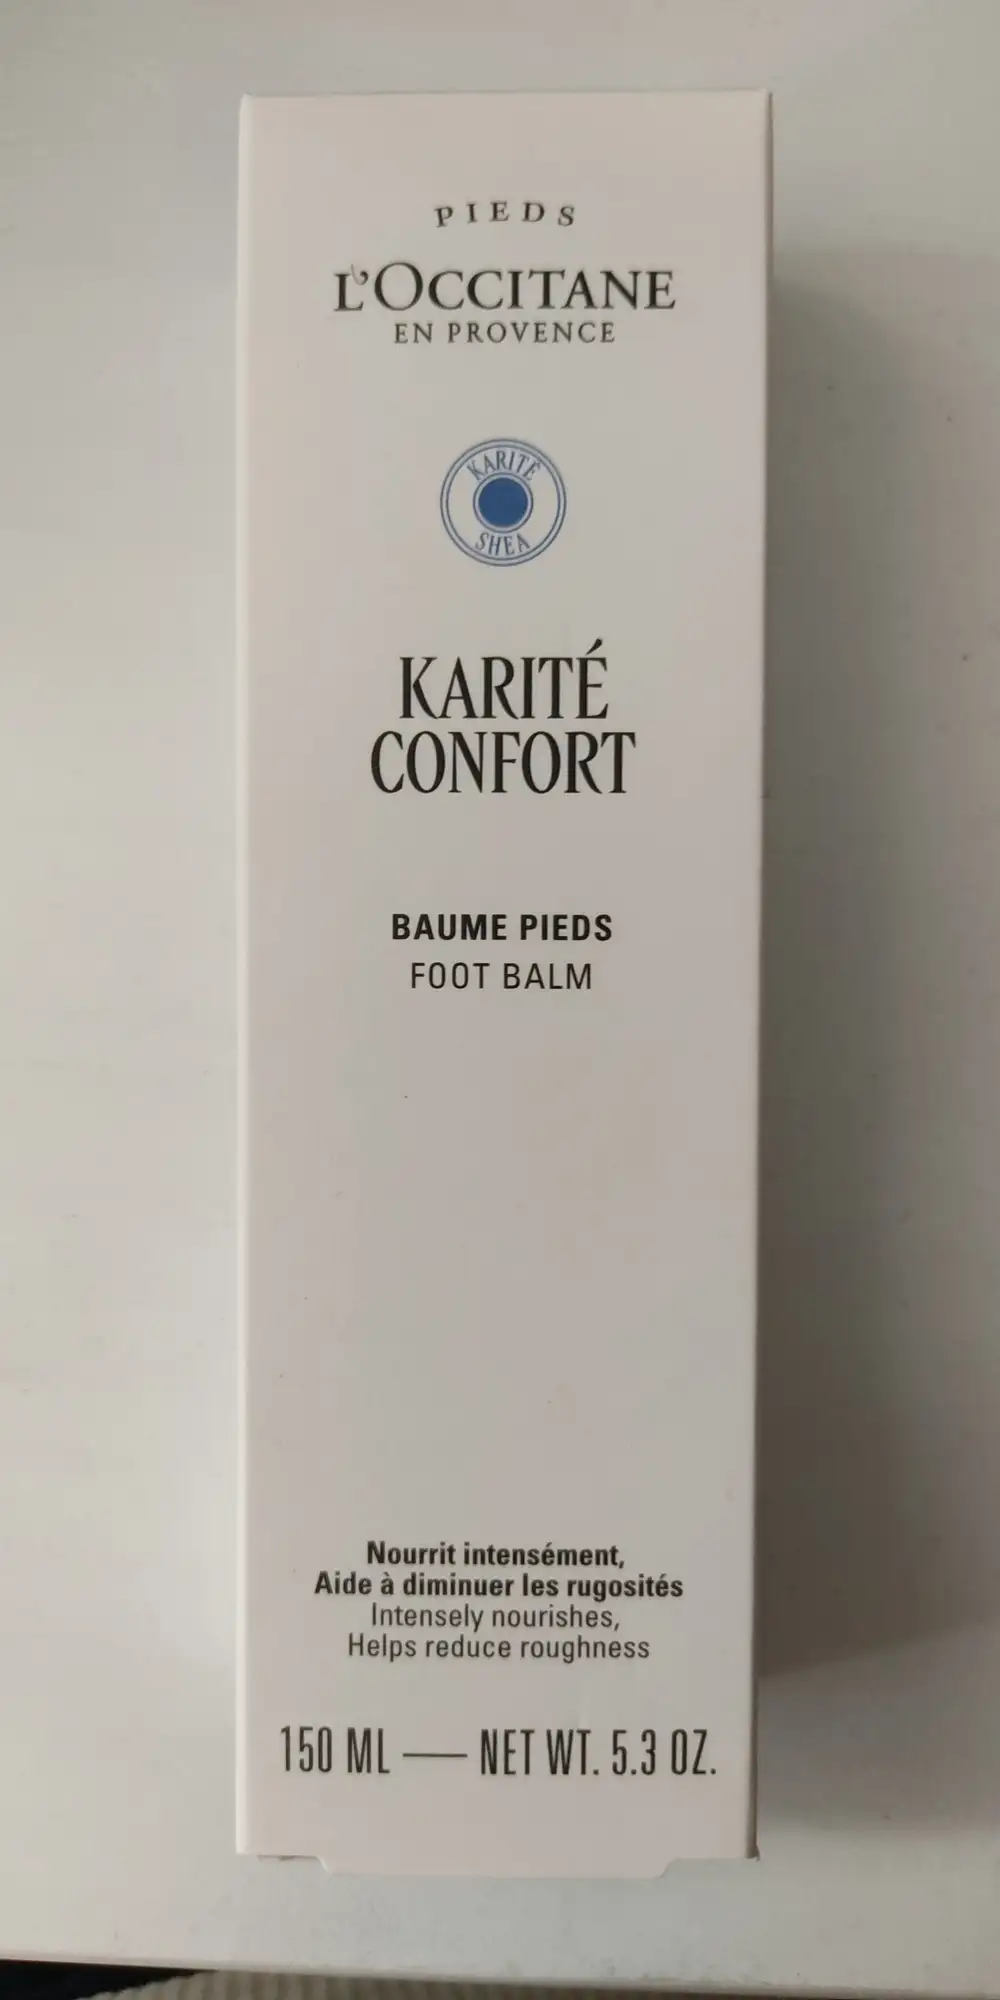 PIEDS
L'OCCITANE
EN PROVENCE
KARITÉ
SHEA
KARITÉ
CONFORT
BAUME PIEDS
FOOT BALM
Nourrit intensément,
Aide à diminuer les rugosités
Intensely nourishes,
Helps reduce roughness
150 ML — NET WT. 5.3 OZ.